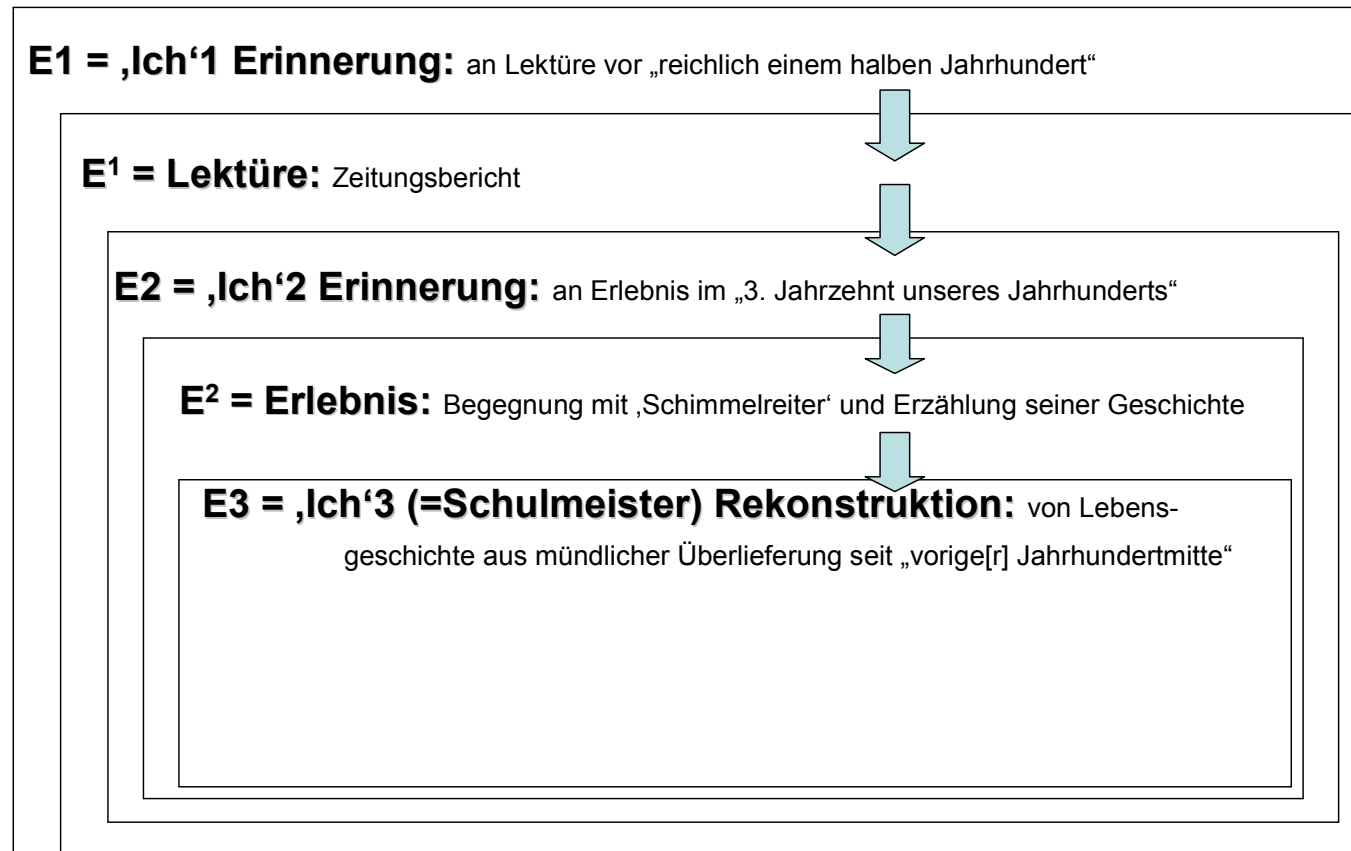 E1 = ‚Ich‘1 Erinnerung: an Lektüre vor „reichlich einem halben Jahrhundert“
E¹ = Lektüre: Zeitungsbericht
E2 = ‚Ich‘2 Erinnerung: an Erlebnis im „3. Jahrzehnt unseres Jahrhunderts“
E² = Erlebnis: Begegnung mit ‚Schimmelreiter‘ und Erzählung seiner Geschichte
E3 = ‚Ich‘3 (=Schulmeister) Rekonstruktion: von Lebens-
geschichte aus mündlicher Überlieferung seit „vorige[r] Jahrhundertmitte“